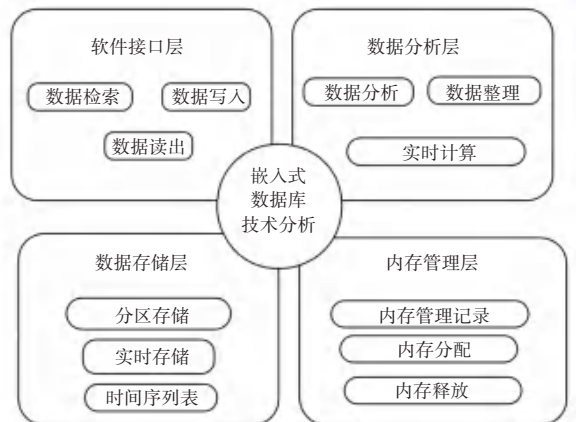 软件接口层
数据检索
数据写入
数据读出
数据分析层
数据分析
数据整理
实时计算
嵌入式
数据库
技术分析
数据存储层
分区存储
实时存储
时间序列表
内存管理层
内存管理记录
内存分配
内存释放